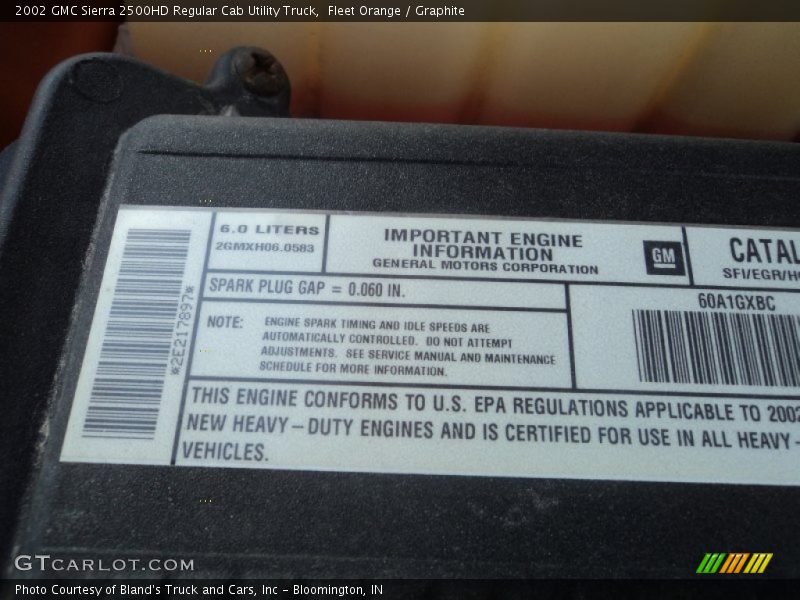 2002 GMC Sierra 2500HD Regular Cab Utility Truck,  Fleet Orange / Graphite
*2E217897*
6.0 LITERS
2GMXH06.0583
IMPORTANT ENGINE
INFORMATION
GENERAL MOTORS CORPORATION
GM
CATAL
SFI/EGR/H
SPARK PLUG GAP = 0.060 IN.
60A1GXBC
NOTE: ENGINE SPARK TIMING AND IDLE SPEEDS ARE
AUTOMATICALLY CONTROLLED. DO NOT ATTEMPT
ADJUSTMENTS. SEE SERVICE MANUAL AND MAINTENANCE
SCHEDULE FOR MORE INFORMATION.
THIS ENGINE CONFORMS TO U.S. EPA REGULATIONS APPLICABLE TO 2002
NEW HEAVY-DUTY ENGINES AND IS CERTIFIED FOR USE IN ALL HEAVY-
VEHICLES.
GTCARLOT.COM
Photo Courtesy of Bland's Truck and Cars, Inc - Bloomington, IN